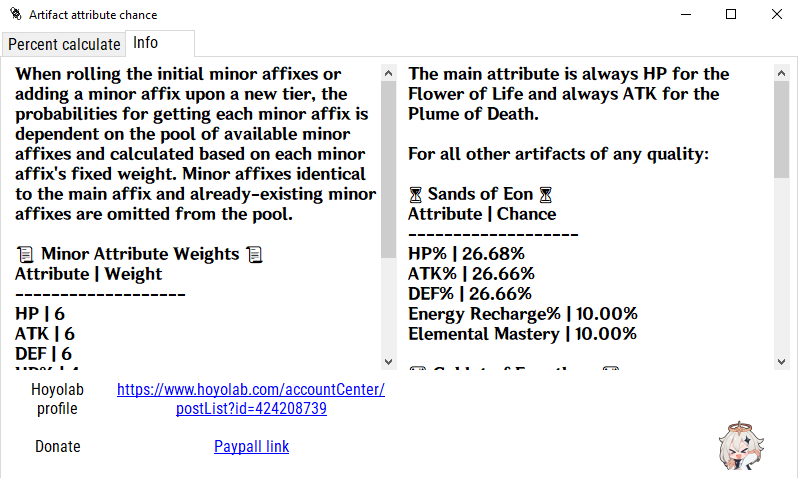 Artifact attribute chance
Percent calculate
Info
When rolling the initial minor affixes or
adding a minor affix upon a new tier, the
probabilities for getting each minor affix is
dependent on the pool of available minor
affixes and calculated based on each minor
affix's fixed weight. Minor affixes identical
to the main affix and already-existing minor
affixes are omitted from the pool.
📜 Minor Attribute Weights 📜
Attribute | Weight
-------------------
HP | 6
ATK | 6
DEF | 6
The main attribute is always HP for the
Flower of Life and always ATK for the
Plume of Death.
For all other artifacts of any quality:
⏳ Sands of Eon ⏳
Attribute | Chance
-------------------
HP% | 26.68%
ATK% | 26.66%
DEF% | 26.66%
Energy Recharge% | 10.00%
Elemental Mastery | 10.00%
Hoyolab
profile
https://www.hoyolab.com/accountCenter/
postList?id=424208739
Donate
Paypall link